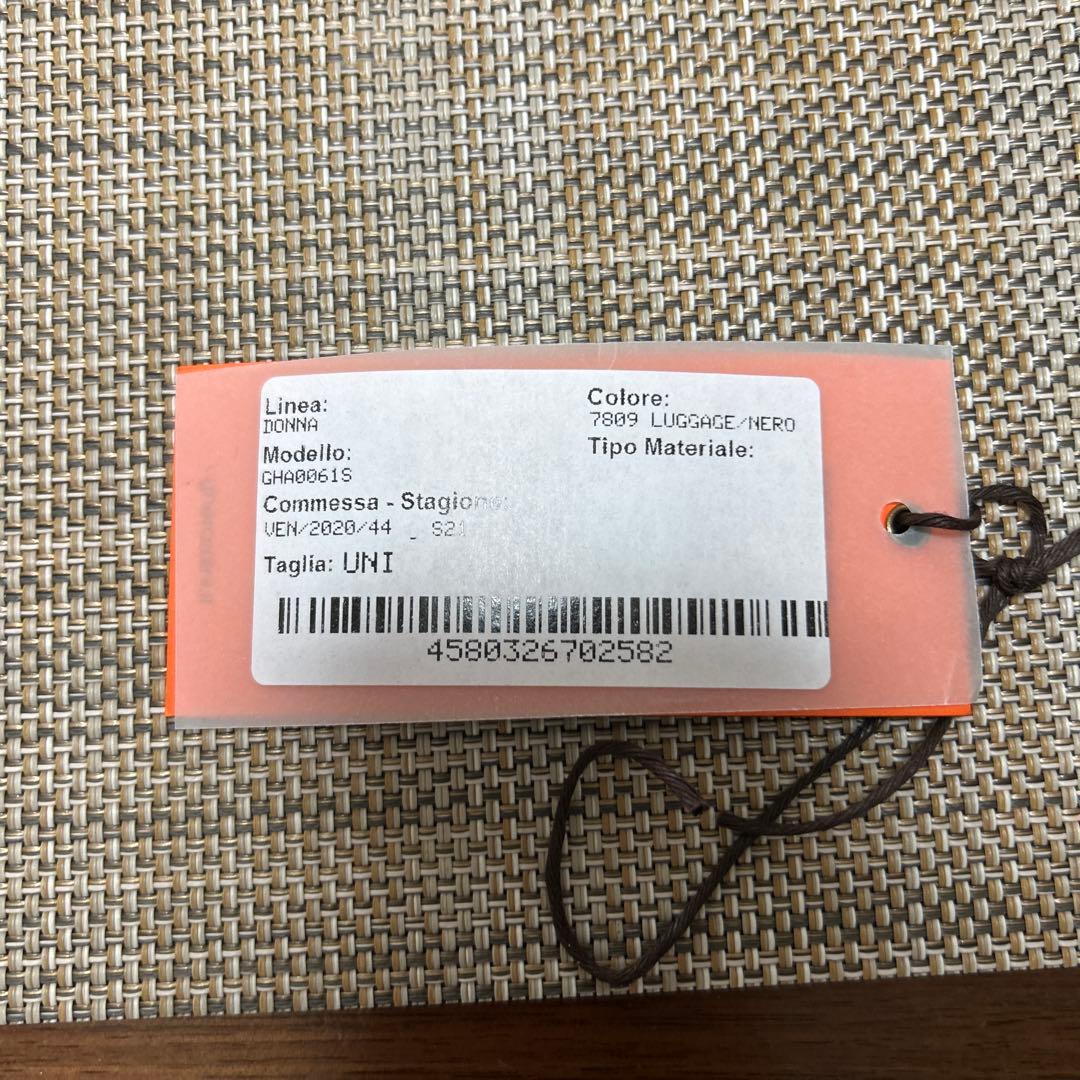 Linea:
DONNA
Colore:
7809 LUGGAGE/NERO
Modello:
GHA0061S
Tipo Materiale:
Commessa - Stagione:
VEN/2020/44 _ S21
Taglia: UNI
4580326702582